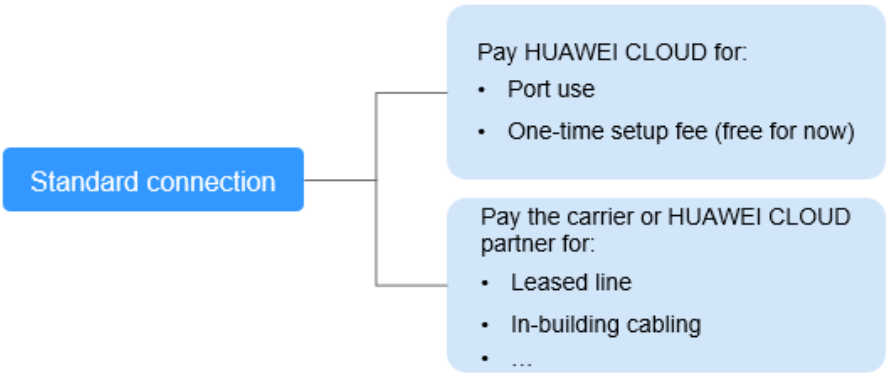 Standard connection
Pay HUAWEI CLOUD for:
• Port use
• One-time setup fee (free for now)
Pay the carrier or HUAWEI CLOUD
partner for:
• Leased line
• In-building cabling
• ...